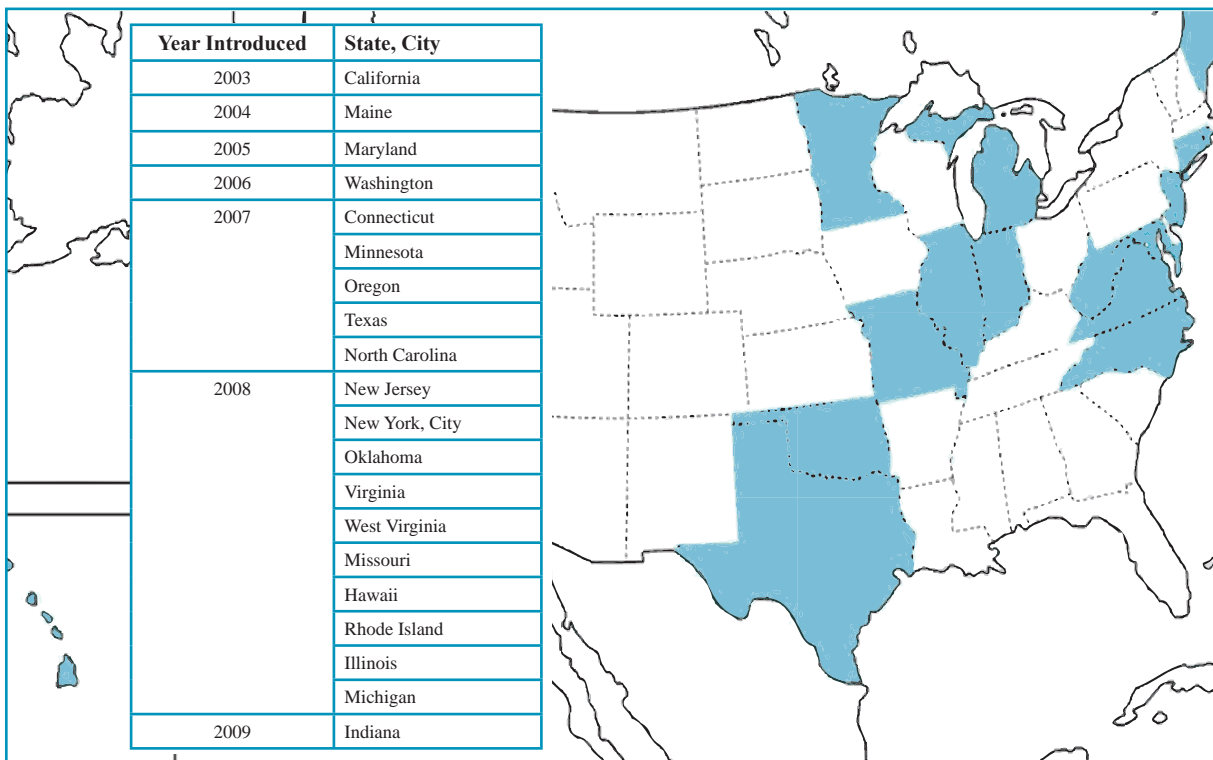 Year Introduced State, City
2003 California
2004 Maine
2005 Maryland
2006 Washington
2007 Connecticut
Minnesota
Oregon
Texas
North Carolina
2008 New Jersey
New York, City
Oklahoma
Virginia
West Virginia
Missouri
Hawaii
Rhode Island
Illinois
Michigan
2009 Indiana